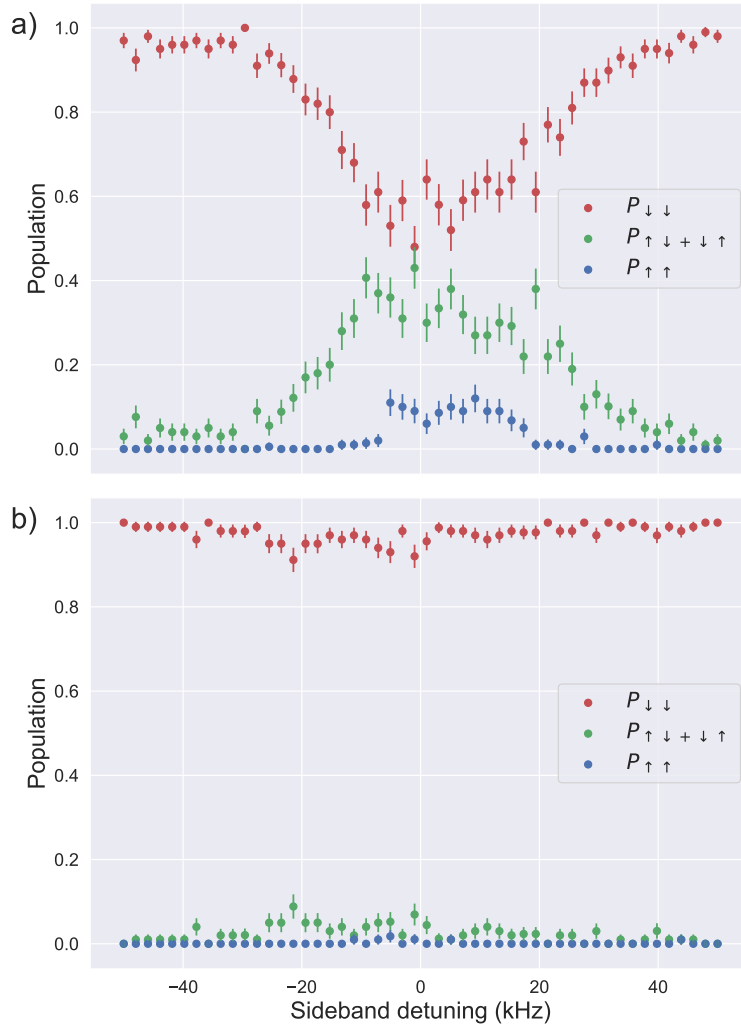 a)
1.0
0.8
0.6
0.4
0.2
0.0
Population
P↓↓
P↑↓+↓↑
P↑↑
b)
1.0
0.8
0.6
0.4
0.2
0.0
Population
P↓↓
P↑↓+↓↑
P↑↑
−40 −20 0 20 40
Sideband detuning (kHz)